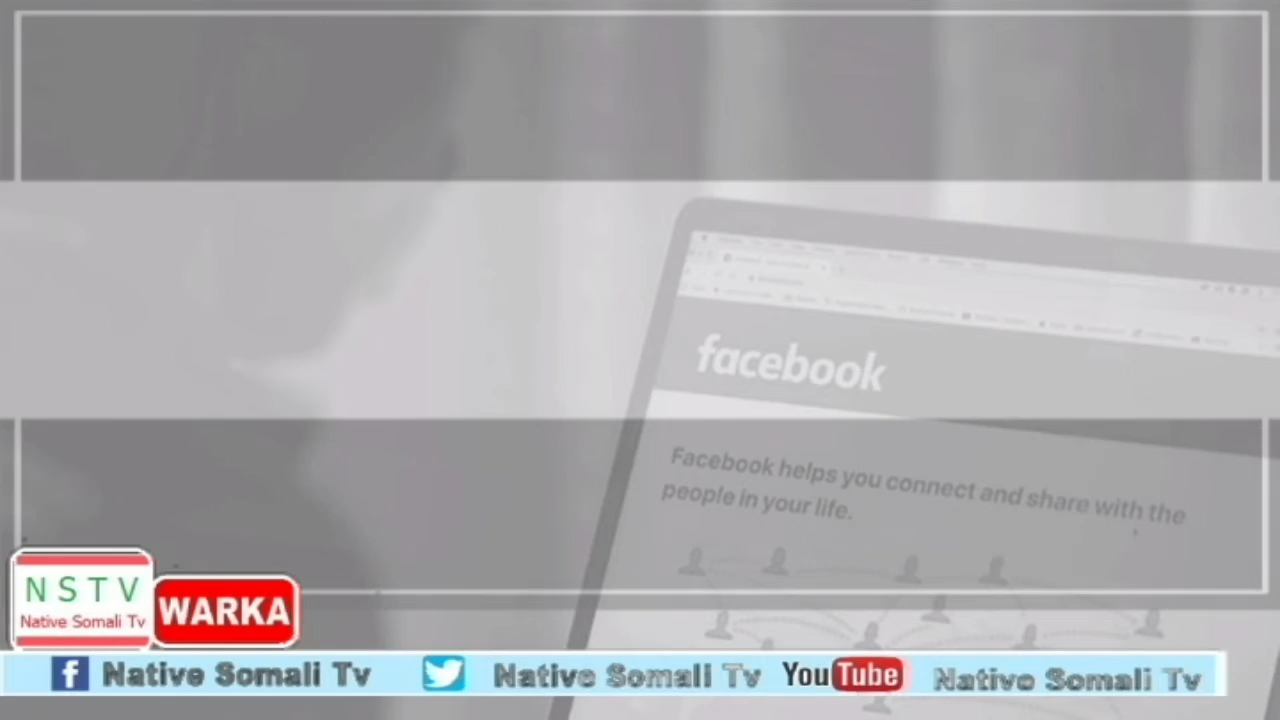 facebook
Facebook helps you connect and share with the
people in your life.
NSTV
Native Somali Tv
WARKA
Native Somali Tv
Native Somali Tv
YouTube
Native Somali Tv